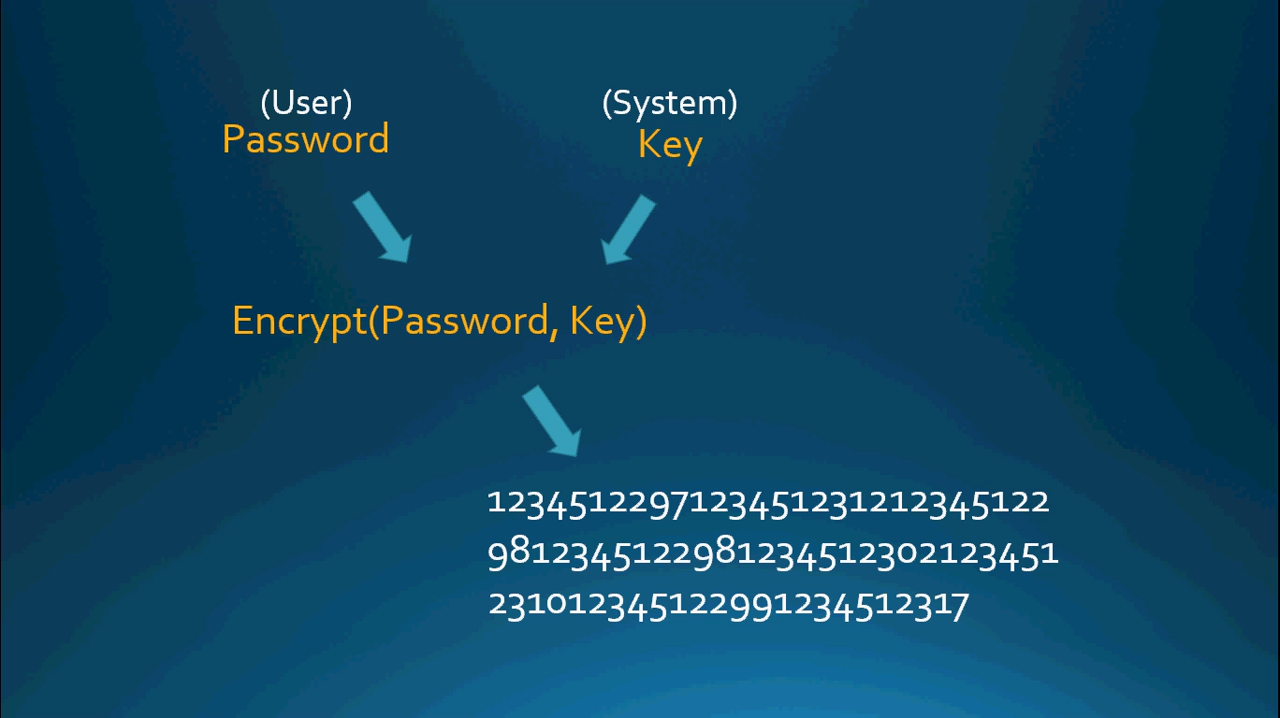 (User)
Password
(System)
Key
Encrypt(Password, Key)
1234512297123451231212345122
9812345122981234512302123451
231012345122991234512317